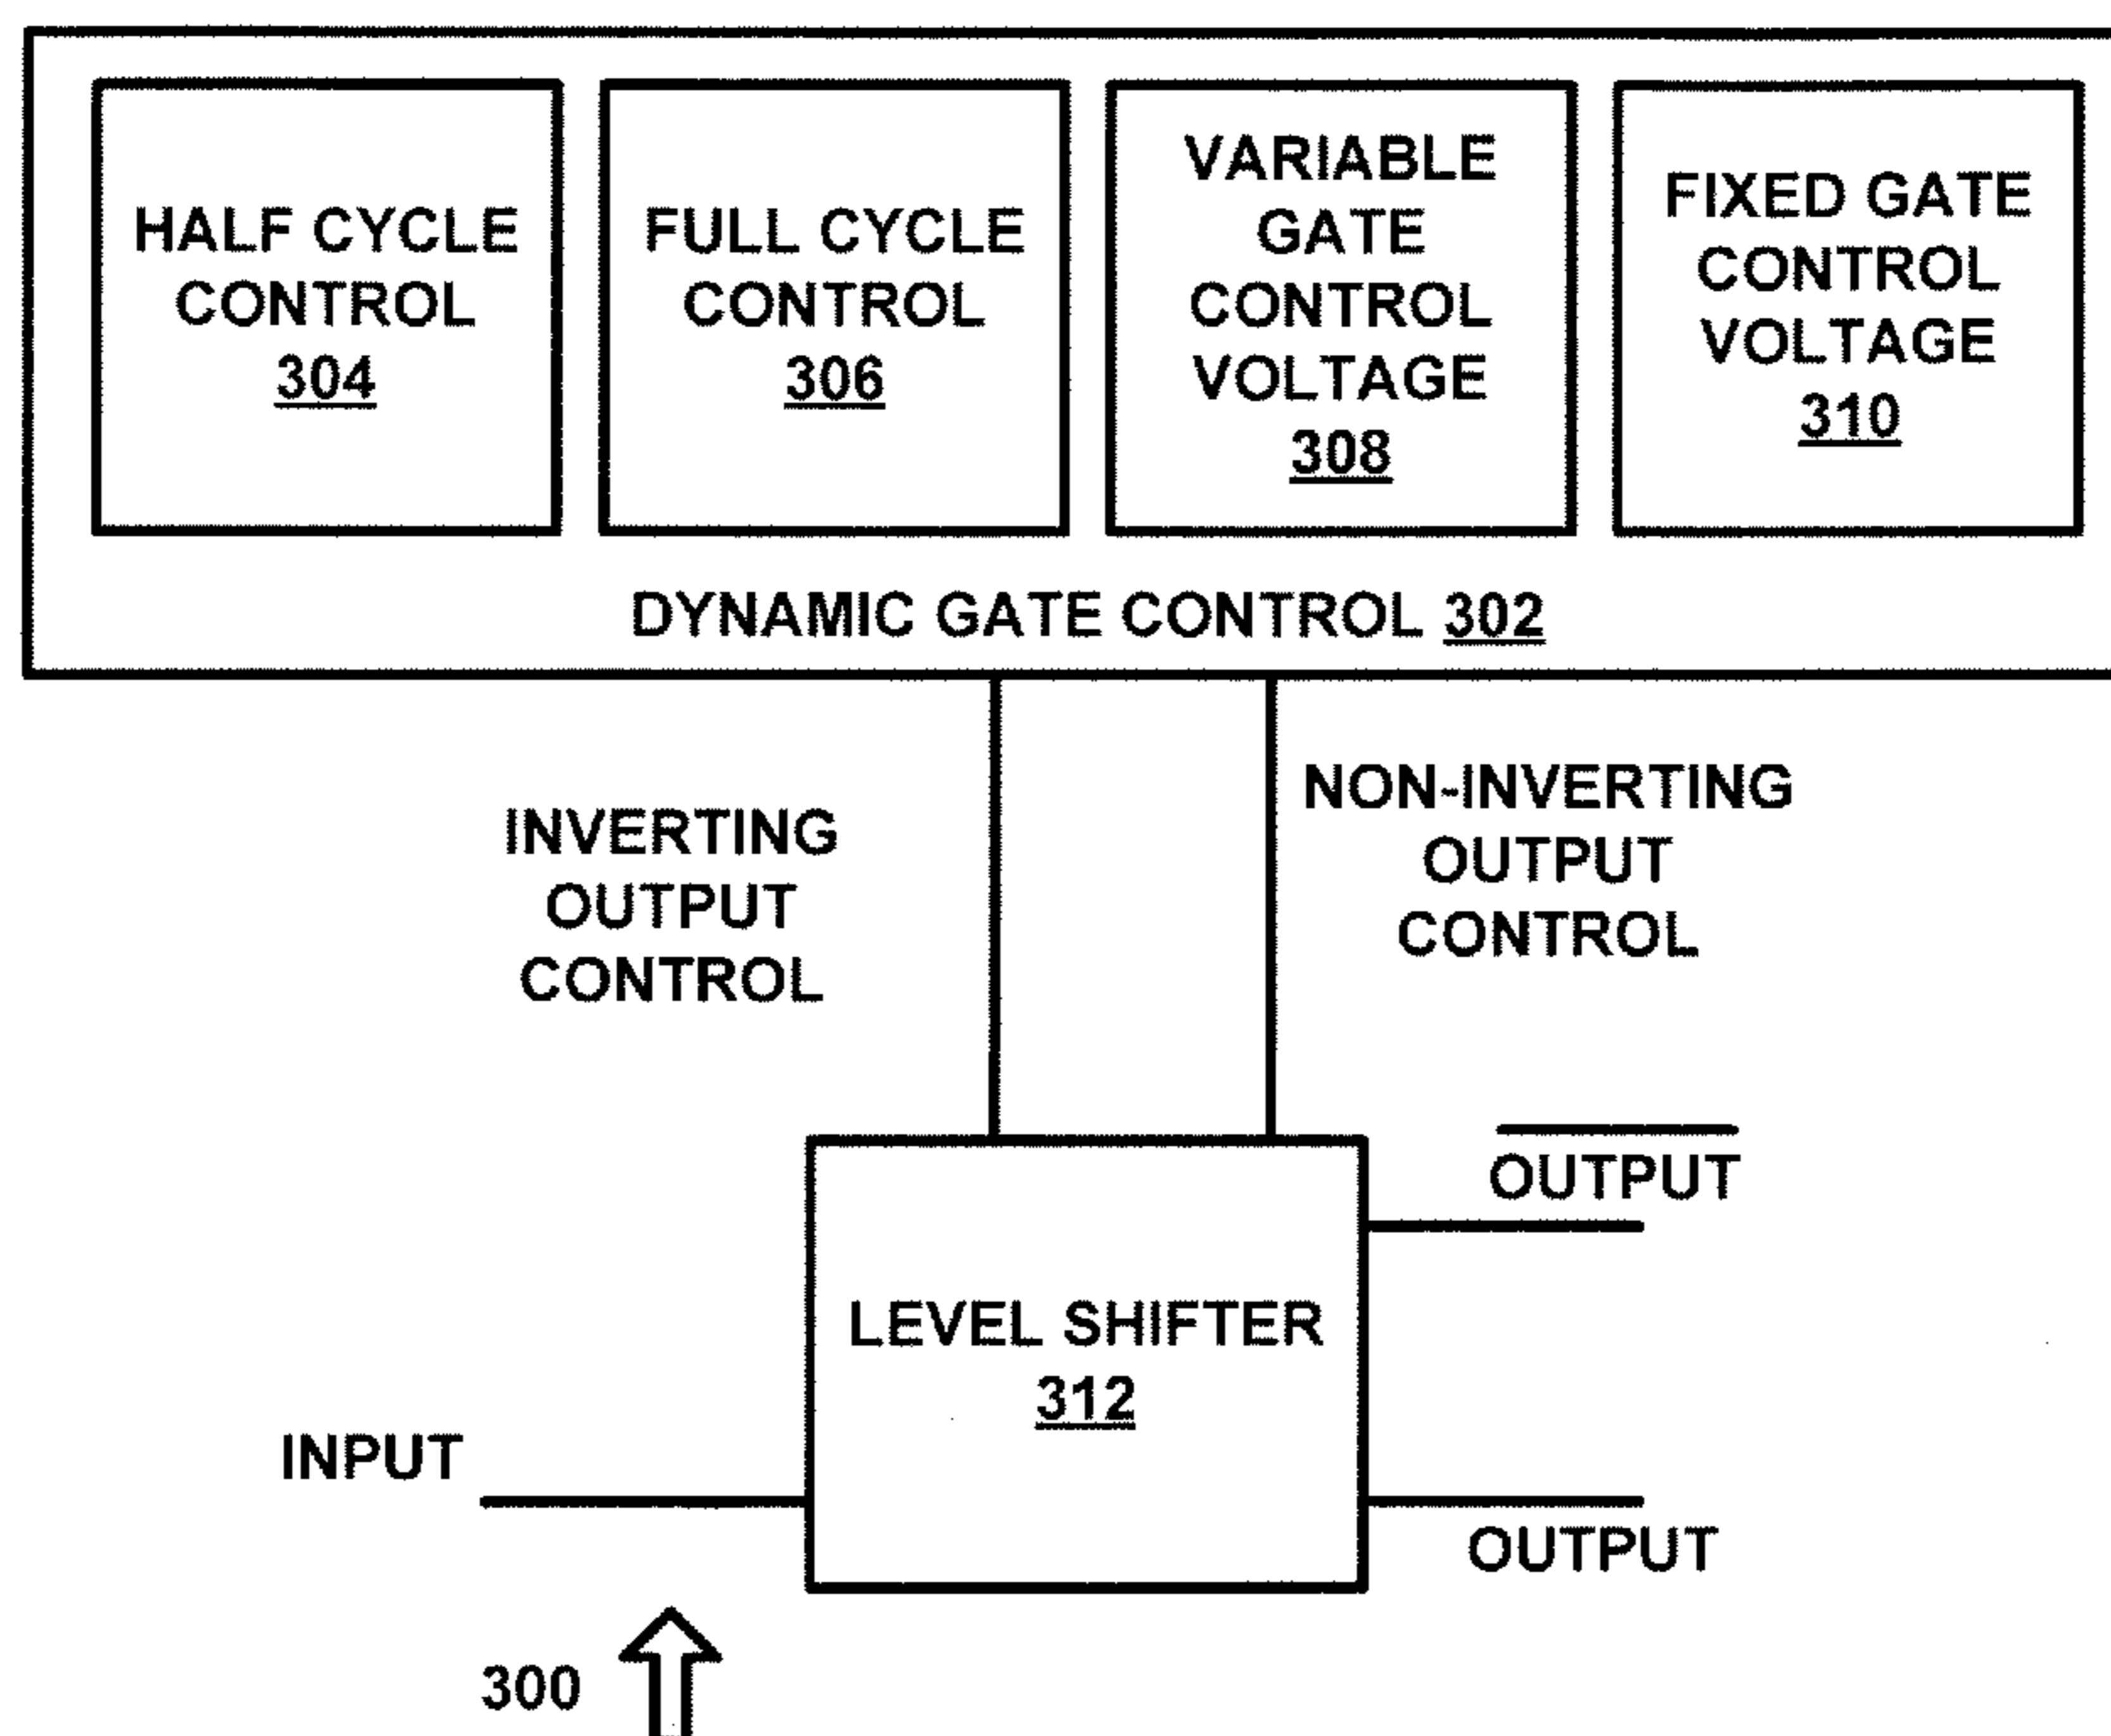 HALF CYCLE
CONTROL
304
FULL CYCLE
CONTROL
306
VARIABLE
GATE
CONTROL
VOLTAGE
308
FIXED GATE
CONTROL
VOLTAGE
310
DYNAMIC GATE CONTROL 302
INVERTING
OUTPUT
CONTROL
NON-INVERTING
OUTPUT
CONTROL
OUTPUT
LEVEL SHIFTER
312
INPUT
OUTPUT
300